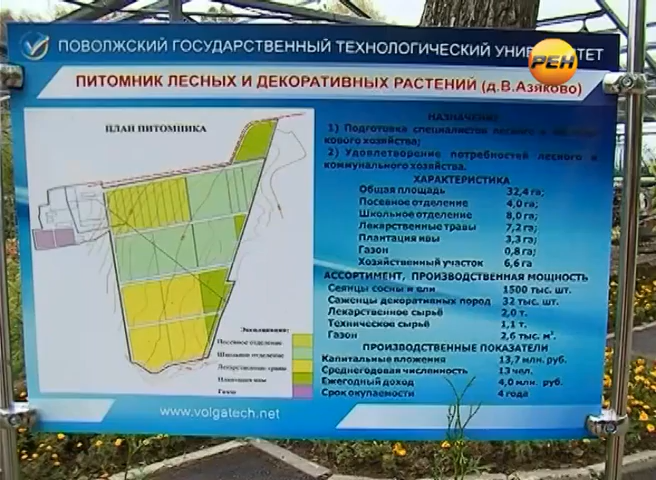 ПОВОЛЖСКИЙ ГОСУДАРСТВЕННЫЙ ТЕХНОЛОГИЧЕСКИЙ УНИ ТЕТ
РЕН
ПИТОМНИК ЛЕСНЫХ И ДЕКОРАТИВНЫХ РАСТЕНИЙ (д.В.Азяково)
ПЛАН ПИТОМНИКА
Экспликация:
Посевное отделение
Школьное отделение
Лекарственные травы
Плантация ивы
Газон
НАЗНАЧЕНИЕ
1) Подготовка специалистов лесного и
кового хозяйства;
2) Удовлетворение потребностей лесного и
коммунального хозяйства.
ХАРАКТЕРИСТИКА
Общая площадь 32,4 га;
Посевное отделение 4,0 га;
Школьное отделение 8,0 га;
Лекарственные травы 7,2 га;
Плантация ивы 3,3 га;
Газон 0,8 га;
Хозяйственный участок 6,6 га
АССОРТИМЕНТ, ПРОИЗВОДСТВЕННАЯ МОЩНОСТЬ
Сеянцы сосны и ели 1500 тыс. шт.
Саженцы декоративных пород 32 тыс. шт.
Лекарственное сырьё 2,0 т.
Техническое сырьё 1,1 т.
Газон 2,6 тыс. м².
ПРОИЗВОДСТВЕННЫЕ ПОКАЗАТЕЛИ
Капитальные вложения 13,7 млн. руб.
Среднегодовая численность 13 чел.
Ежегодный доход 4,0 млн. руб.
Срок окупаемости 4 года
www.volgatech.net